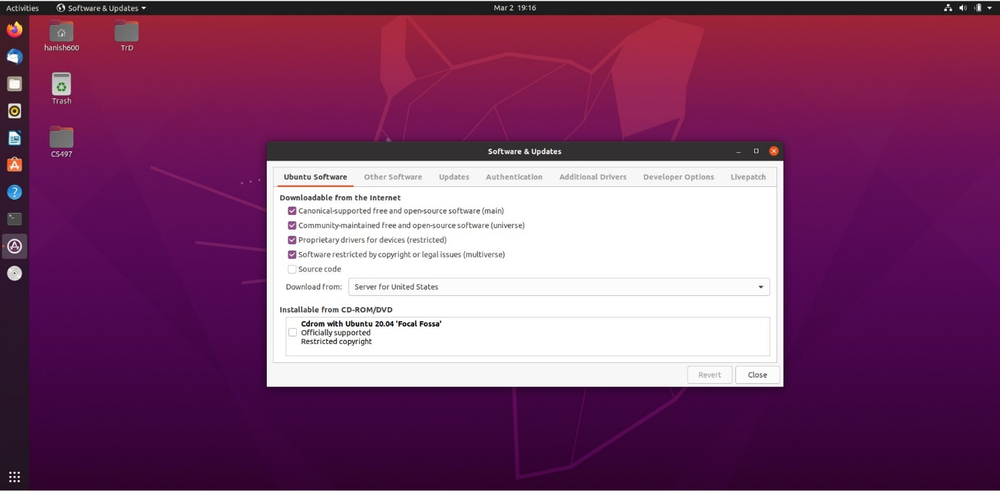 Activities Software & Updates Mar 2 19:16
hanish600 TrD
Trash
CS497
Software & Updates
Ubuntu Software Other Software Updates Authentication Additional Drivers Developer Options Livepatch
Downloadable from the Internet
Canonical-supported free and open-source software (main)
Community-maintained free and open-source software (universe)
Proprietary drivers for devices (restricted)
Software restricted by copyright or legal issues (multiverse)
Source code
Download from: Server for United States
Installable from CD-ROM/DVD
Cdrom with Ubuntu 20.04 'Focal Fossa'
Officially supported
Restricted copyright
Revert Close